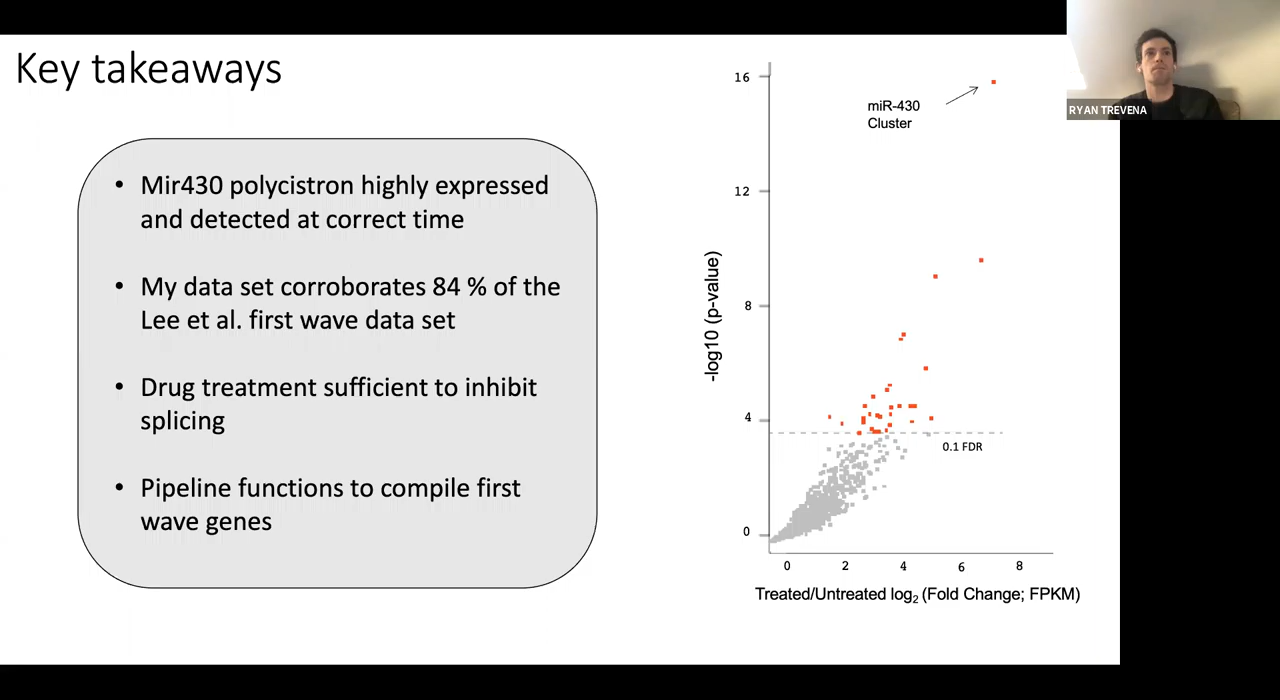 Key takeaways
RYAN TREVENA
• Mir430 polycistron highly expressed
and detected at correct time
• My data set corroborates 84 % of the
Lee et al. first wave data set
• Drug treatment sufficient to inhibit
splicing
• Pipeline functions to compile first
wave genes
16
12
8
4
0
-log10 (p-value)
miR-430
Cluster
0.1 FDR
0 2 4 6 8
Treated/Untreated log₂ (Fold Change; FPKM)